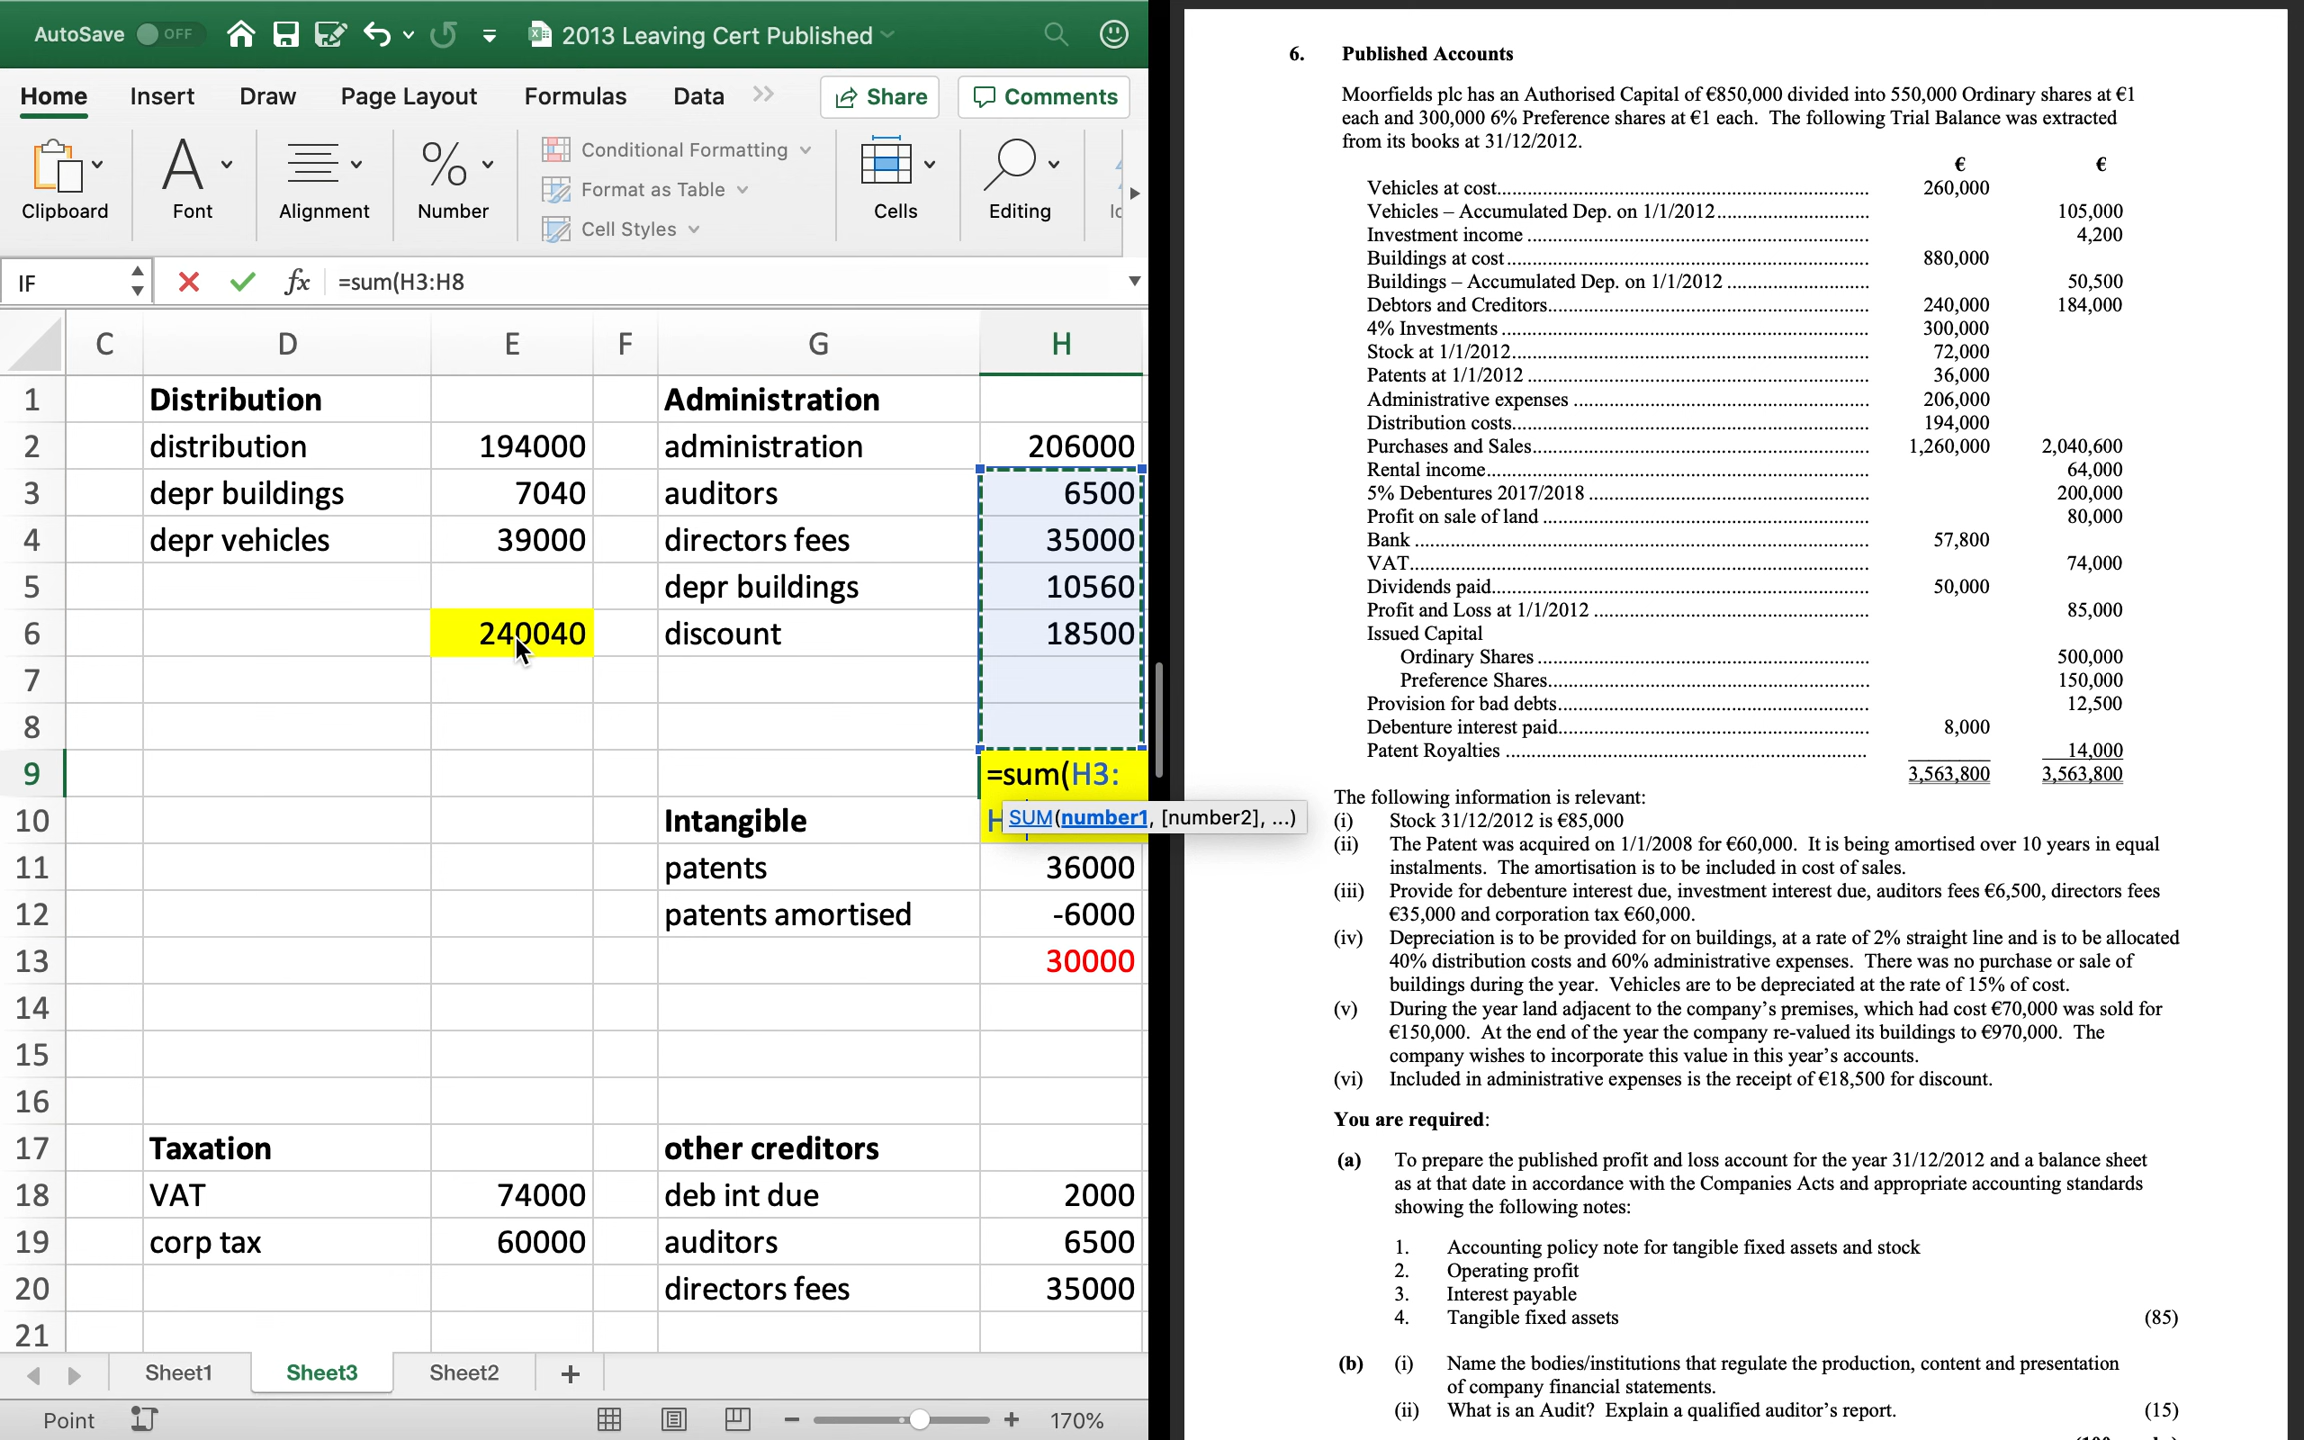 AutoSave OFF 2013 Leaving Cert Published
Home Insert Draw Page Layout Formulas Data Share Comments
Clipboard Font Alignment Number Conditional Formatting Format as Table Cell Styles Cells Editing
IF fx =sum(H3:H8
C D E F G H
1 Distribution Administration
2 distribution 194000 administration 206000
3 depr buildings 7040 auditors 6500
4 depr vehicles 39000 directors fees 35000
5 depr buildings 10560
6 240040 discount 18500
7
8
9 =sum(H3:
10 Intangible H SUM(number1, [number2], ...)
11 patents 36000
12 patents amortised -6000
13 30000
14
15
16
17 Taxation other creditors
18 VAT 74000 deb int due 2000
19 corp tax 60000 auditors 6500
20 directors fees 35000
21
Sheet1 Sheet3 Sheet2 +
Point 170%
6. Published Accounts
Moorfields plc has an Authorised Capital of €850,000 divided into 550,000 Ordinary shares at €1
each and 300,000 6% Preference shares at €1 each. The following Trial Balance was extracted
from its books at 31/12/2012.
€ €
Vehicles at cost 260,000
Vehicles – Accumulated Dep. on 1/1/2012 105,000
Investment income 4,200
Buildings at cost 880,000
Buildings – Accumulated Dep. on 1/1/2012 50,500
Debtors and Creditors 240,000 184,000
4% Investments 300,000
Stock at 1/1/2012 72,000
Patents at 1/1/2012 36,000
Administrative expenses 206,000
Distribution costs 194,000
Purchases and Sales 1,260,000 2,040,600
Rental income 64,000
5% Debentures 2017/2018 200,000
Profit on sale of land 80,000
Bank 57,800
VAT 74,000
Dividends paid 50,000
Profit and Loss at 1/1/2012 85,000
Issued Capital
Ordinary Shares 500,000
Preference Shares 150,000
Provision for bad debts 12,500
Debenture interest paid 8,000
Patent Royalties 14,000
3,563,800 3,563,800
The following information is relevant:
(i) Stock 31/12/2012 is €85,000
(ii) The Patent was acquired on 1/1/2008 for €60,000. It is being amortised over 10 years in equal
instalments. The amortisation is to be included in cost of sales.
(iii) Provide for debenture interest due, investment interest due, auditors fees €6,500, directors fees
€35,000 and corporation tax €60,000.
(iv) Depreciation is to be provided for on buildings, at a rate of 2% straight line and is to be allocated
40% distribution costs and 60% administrative expenses. There was no purchase or sale of
buildings during the year. Vehicles are to be depreciated at the rate of 15% of cost.
(v) During the year land adjacent to the company’s premises, which had cost €70,000 was sold for
€150,000. At the end of the year the company re-valued its buildings to €970,000. The
company wishes to incorporate this value in this year’s accounts.
(vi) Included in administrative expenses is the receipt of €18,500 for discount.
You are required:
(a) To prepare the published profit and loss account for the year 31/12/2012 and a balance sheet
as at that date in accordance with the Companies Acts and appropriate accounting standards
showing the following notes:
1. Accounting policy note for tangible fixed assets and stock
2. Operating profit
3. Interest payable
4. Tangible fixed assets (85)
(b) (i) Name the bodies/institutions that regulate the production, content and presentation
of company financial statements.
(ii) What is an Audit? Explain a qualified auditor’s report. (15)